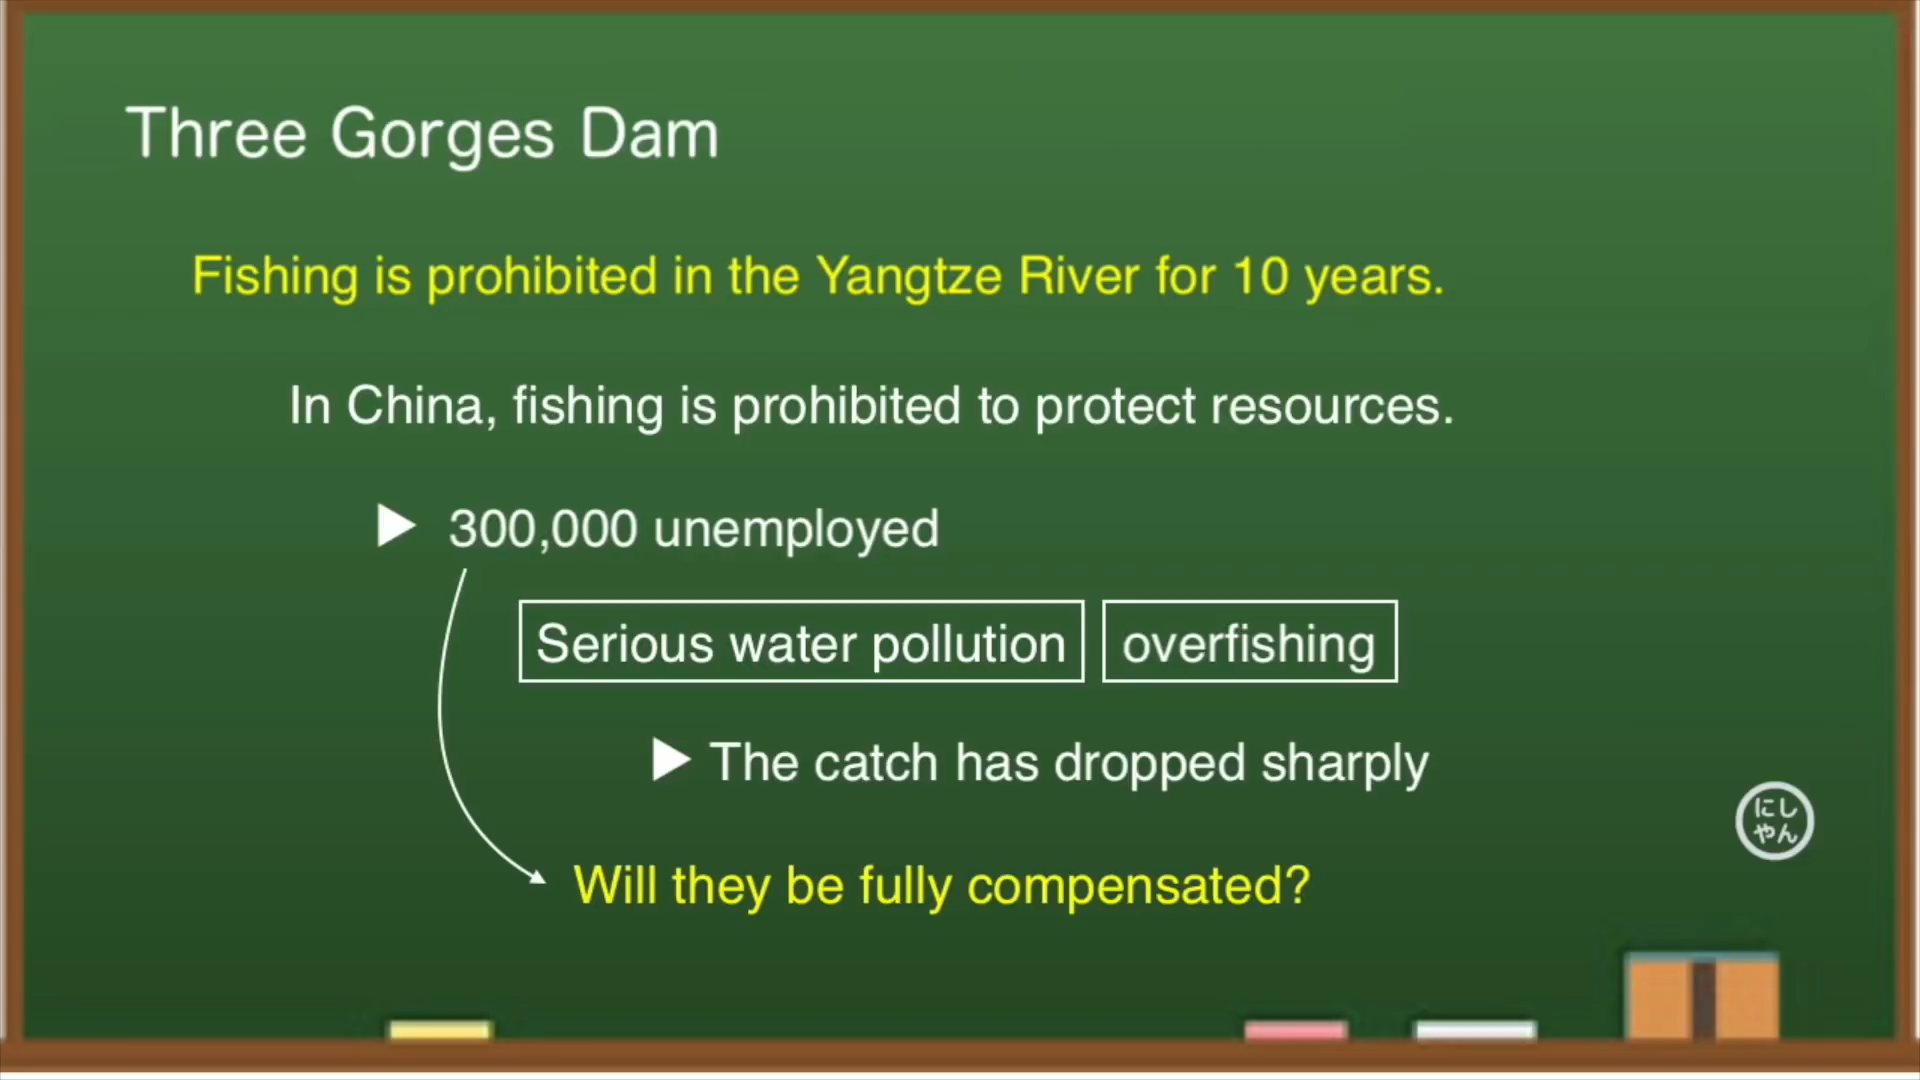 Three Gorges Dam
Fishing is prohibited in the Yangtze River for 10 years.
In China, fishing is prohibited to protect resources.
▶ 300,000 unemployed
Serious water pollution overfishing
▶ The catch has dropped sharply
にし
やん
Will they be fully compensated?